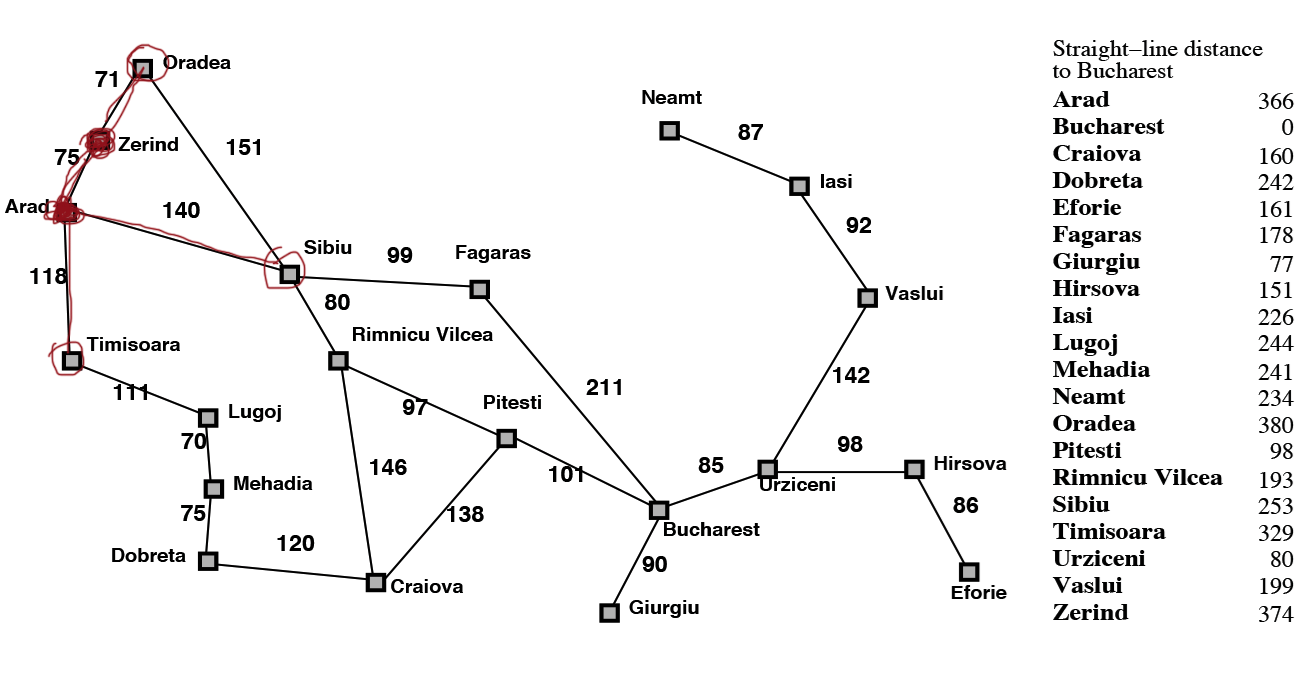 Oradea
71
Neamt
87
Zerind
151
75
Iasi
Arad
140
92
Sibiu
99
Fagaras
118
80
Vaslui
Rimnicu Vilcea
Timisoara
111
211
142
97
Pitesti
Lugoj
70
98
146
101
85
Hirsova
Mehadia
Urziceni
75
138
86
Bucharest
120
Dobreta
90
Craiova
Eforie
Giurgiu
Straight–line distance
to Bucharest
Arad 366
Bucharest 0
Craiova 160
Dobreta 242
Eforie 161
Fagaras 178
Giurgiu 77
Hirsova 151
Iasi 226
Lugoj 244
Mehadia 241
Neamt 234
Oradea 380
Pitesti 98
Rimnicu Vilcea 193
Sibiu 253
Timisoara 329
Urziceni 80
Vaslui 199
Zerind 374